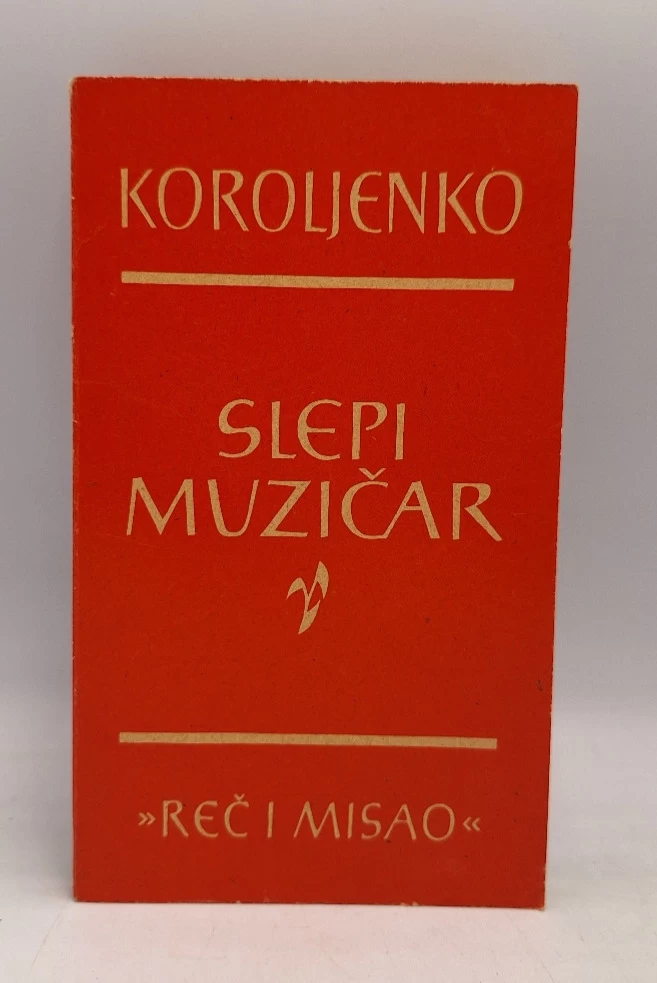 KOROLJENKO
SLEPI
MUZIČAR
»REČ I MISAO«